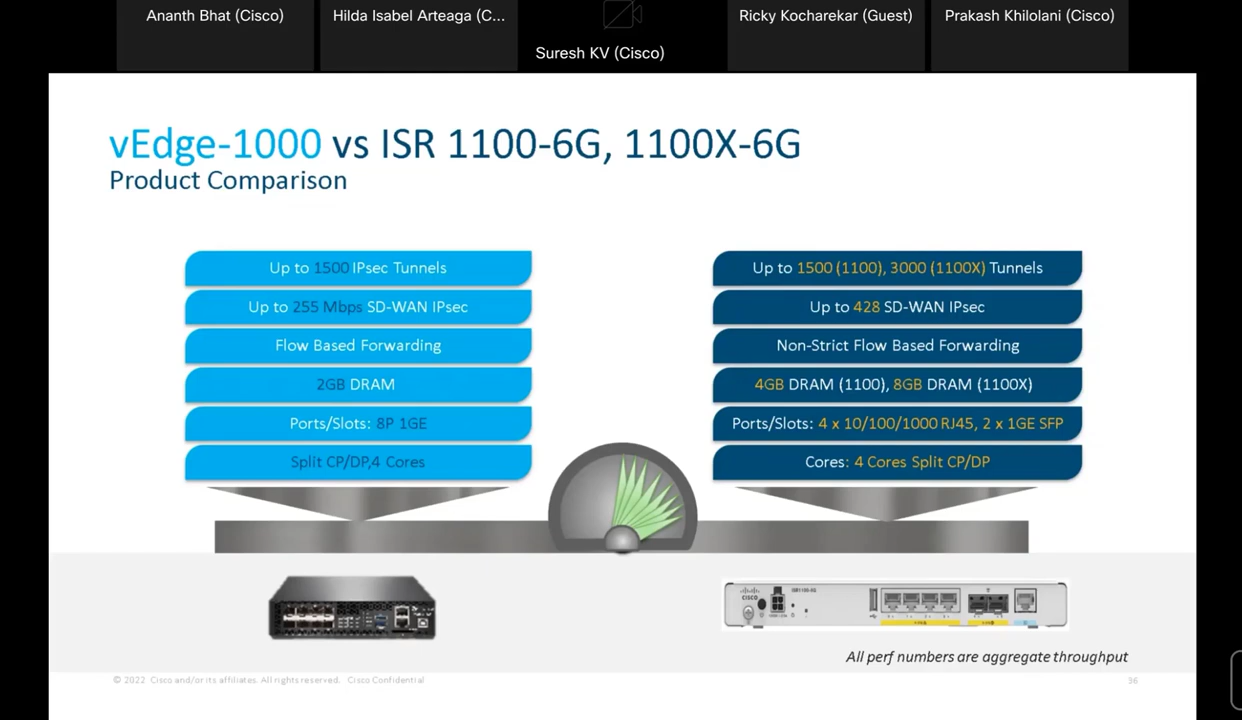 Ananth Bhat (Cisco)
Hilda Isabel Arteaga (C...
Suresh KV (Cisco)
Ricky Kocharekar (Guest)
Prakash Khilolani (Cisco)
vEdge-1000 vs ISR 1100-6G, 1100X-6G
Product Comparison
Up to 1500 IPsec Tunnels
Up to 255 Mbps SD-WAN IPsec
Flow Based Forwarding
2GB DRAM
Ports/Slots: 8P 1GE
Split CP/DP,4 Cores
Up to 1500 (1100), 3000 (1100X) Tunnels
Up to 428 SD-WAN IPsec
Non-Strict Flow Based Forwarding
4GB DRAM (1100), 8GB DRAM (1100X)
Ports/Slots: 4 x 10/100/1000 RJ45, 2 x 1GE SFP
Cores: 4 Cores Split CP/DP
CISCO
All perf numbers are aggregate throughput
© 2022 Cisco and/or its affiliates. All rights reserved. Cisco Confidential
36